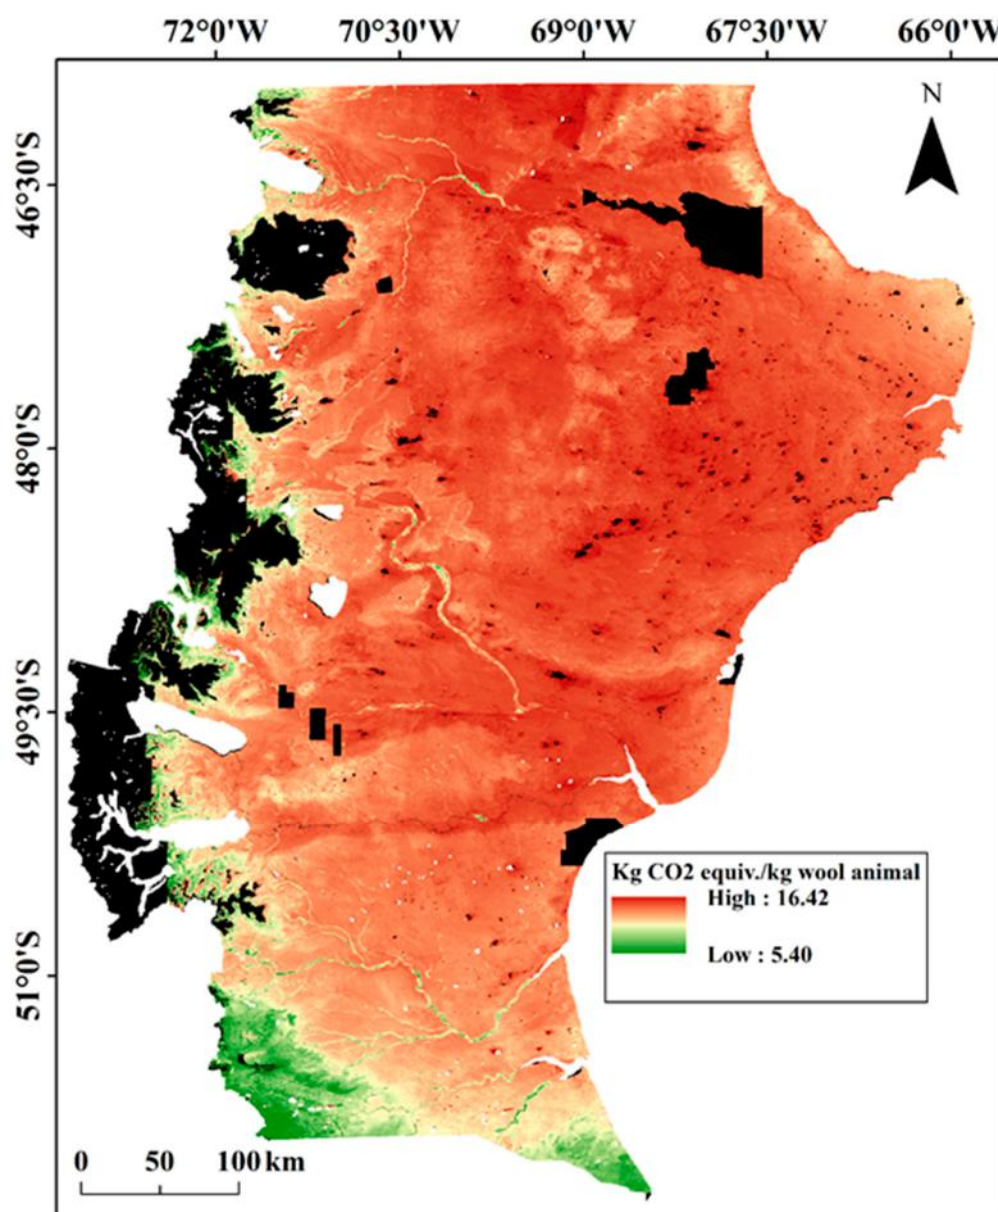 72°0'W 70°30'W 69°0'W 67°30'W 66°0'W
N
46°30'S
48°0'S
49°30'S
51°0'S
Kg CO2 equiv./kg wool animal
High : 16.42
Low : 5.40
0 50 100 km